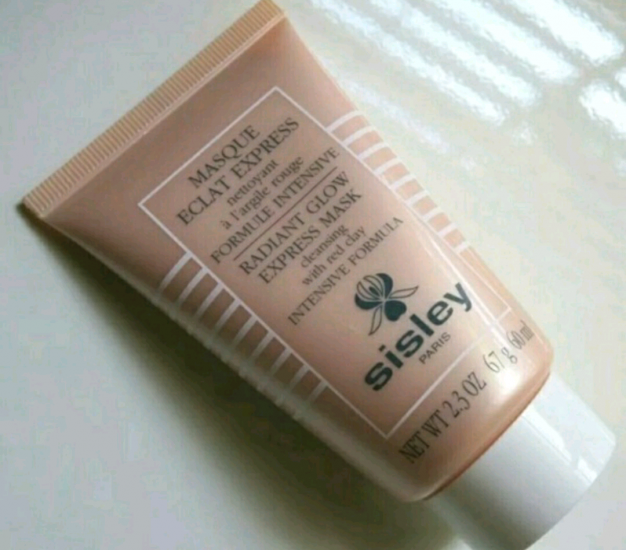 MASQUE
ECLAT EXPRESS
nettoyant
à l'argile rouge
FORMULE INTENSIVE
RADIANT GLOW
EXPRESS MASK
cleansing
with red clay
INTENSIVE FORMULA
sisley
PARIS
NET WT 2.3 OZ 67 g 60 ml